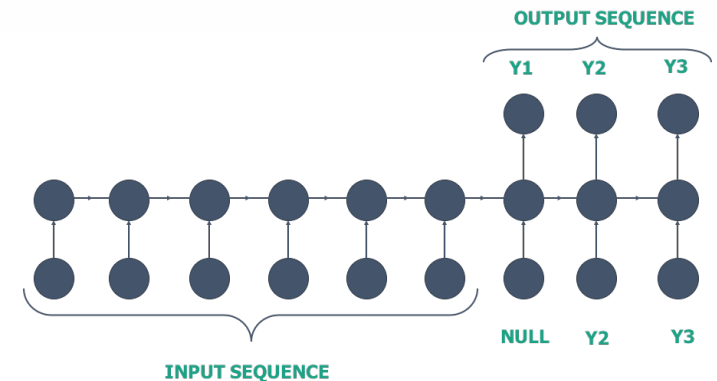 OUTPUT SEQUENCE
Y1 Y2 Y3
NULL Y2 Y3
INPUT SEQUENCE